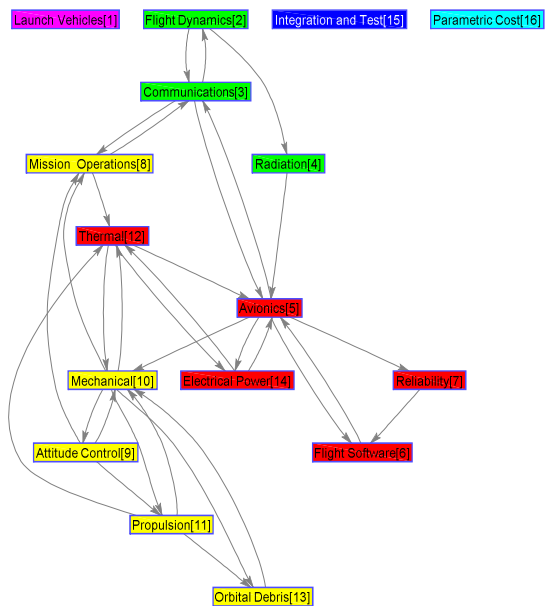 Launch Vehicles[1]
Flight Dynamics[2]
Integration and Test[15]
Parametric Cost[16]
Communications[3]
Mission Operations[8]
Radiation[4]
Thermal[12]
Avionics[5]
Mechanical[10]
Electrical Power[14]
Reliability[7]
Attitude Control[9]
Flight Software[6]
Propulsion[11]
Orbital Debris[13]